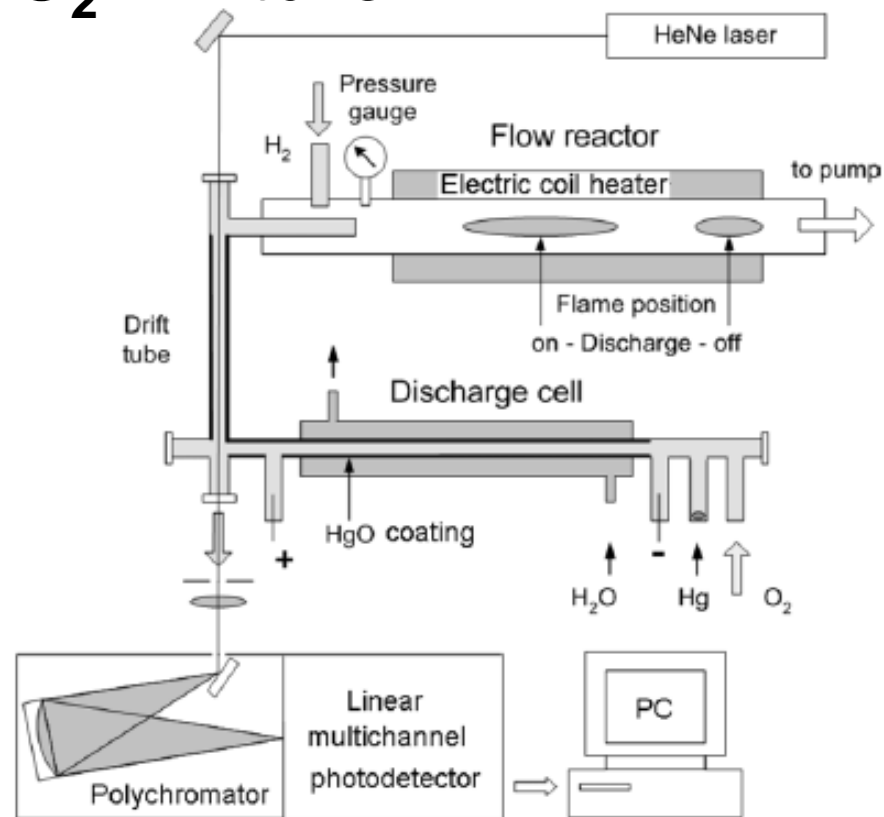 2
HeNe laser
Pressure
gauge
H2
Flow reactor
to pump
Electric coil heater
Flame position
on - Discharge - off
Drift
tube
Discharge cell
HgO coating
+
-
H2O
Hg
O2
Linear
multichannel
photodetector
PC
Polychromator